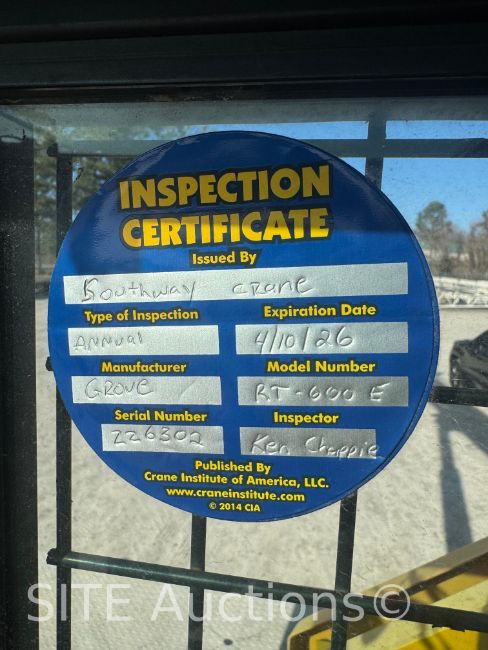 INSPECTION
CERTIFICATE
Issued By
Southway Crane
Type of Inspection Expiration Date
Annual 4/10/26
Manufacturer Model Number
Grove RT-600 E
Serial Number Inspector
226302 Ken Chappie
Published By
Crane Institute of America, LLC.
www.craneinstitute.com
© 2014 CIA
SITE Auctions©